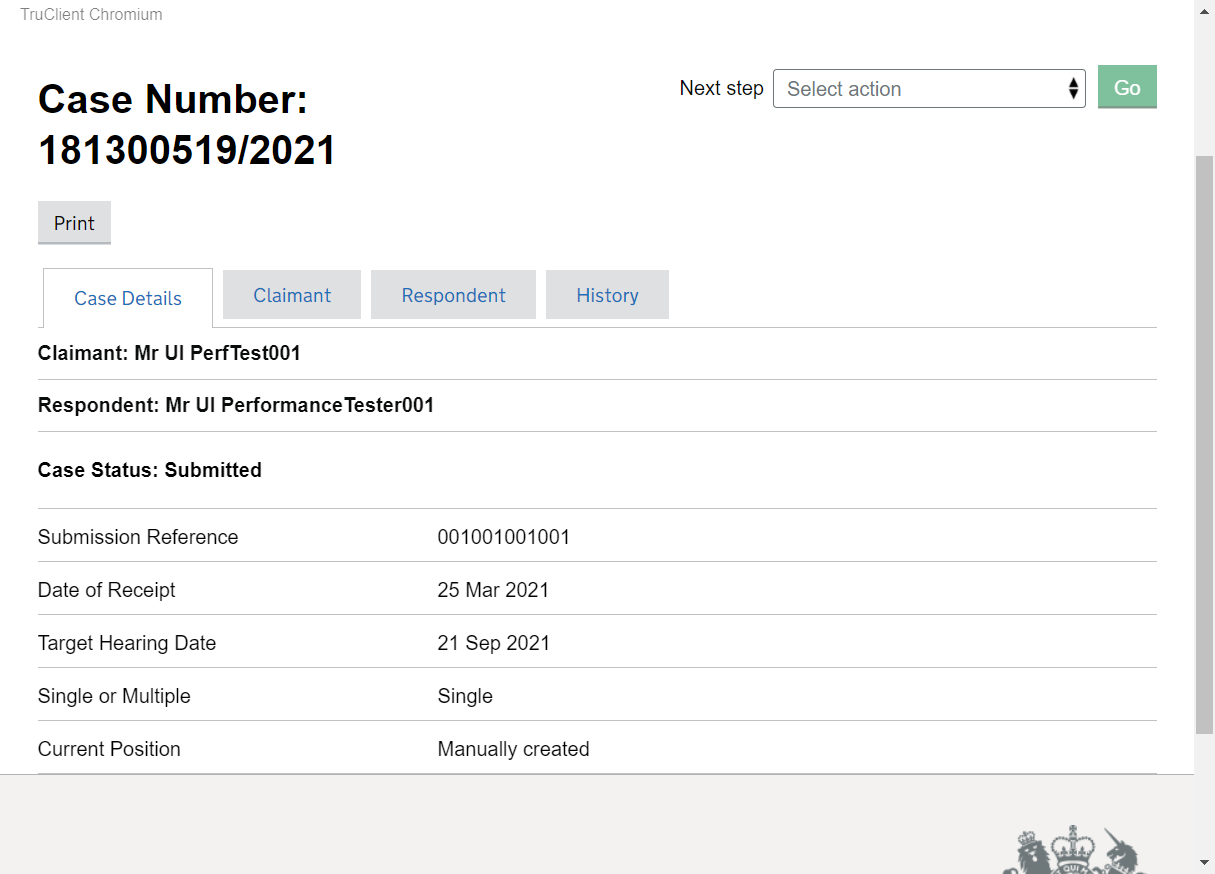 TruClient Chromium
Case Number:
181300519/2021
Next step
Select action
Go
Print
Case Details
Claimant
Respondent
History
Claimant: Mr UI PerfTest001
Respondent: Mr UI PerformanceTester001
Case Status: Submitted
Submission Reference 001001001001
Date of Receipt 25 Mar 2021
Target Hearing Date 21 Sep 2021
Single or Multiple Single
Current Position Manually created